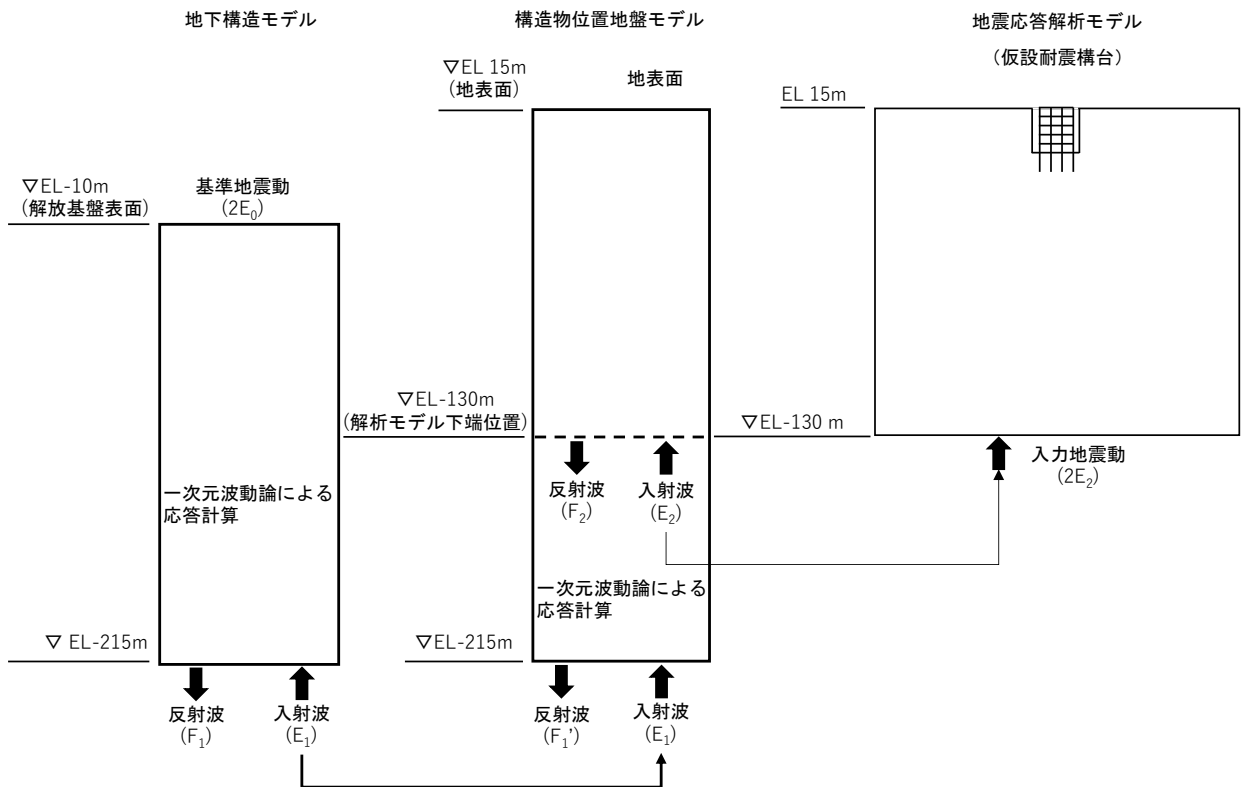 地下構造モデル
▽EL-10m
(解放基盤表面)
基準地震動
(2E₀)
一次元波動論による
応答計算
▽ EL-215m
反射波
(F₁)
入射波
(E₁)
構造物位置地盤モデル
▽EL 15m
(地表面)
地表面
▽EL-130m
(解析モデル下端位置)
反射波
(F₂)
入射波
(E₂)
一次元波動論による
応答計算
▽EL-215m
反射波
(F₁')
入射波
(E₁)
地震応答解析モデル
(仮設耐震構台)
EL 15m
▽EL-130 m
入力地震動
(2E₂)